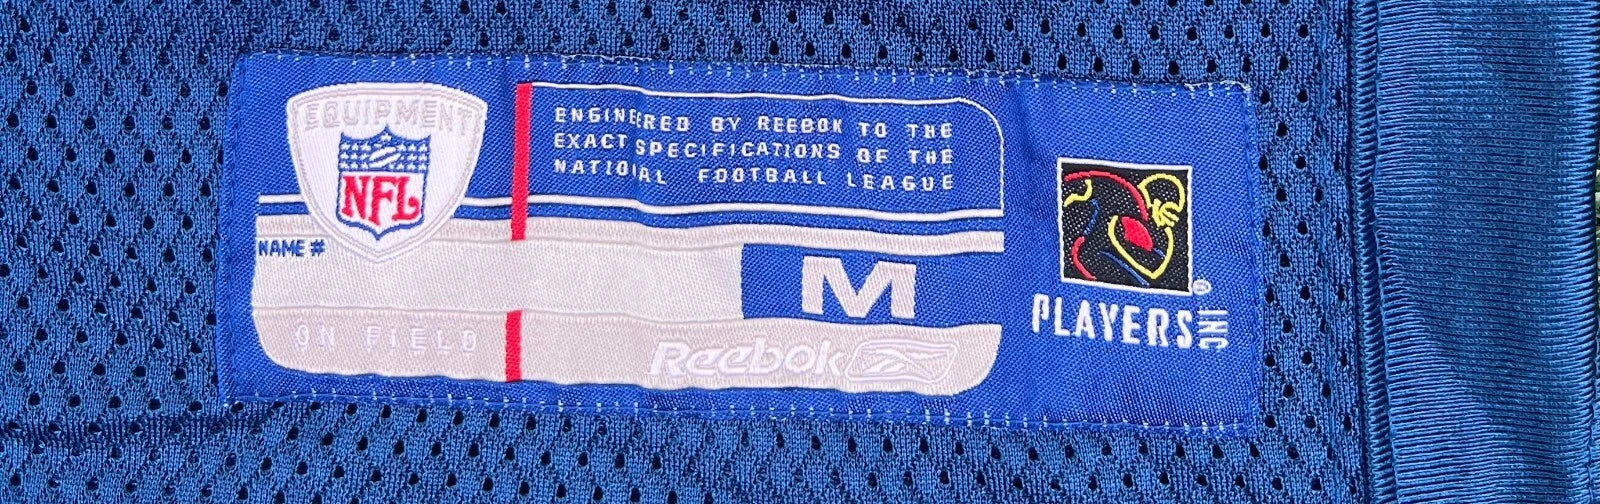 EQUIPMENT
NFL
ENGINEERED BY REEBOK TO THE
EXACT SPECIFICATIONS OF THE
NATIONAL FOOTBALL LEAGUE
NAME #
M
ON FIELD
Reebok
PLAYERS INC
®